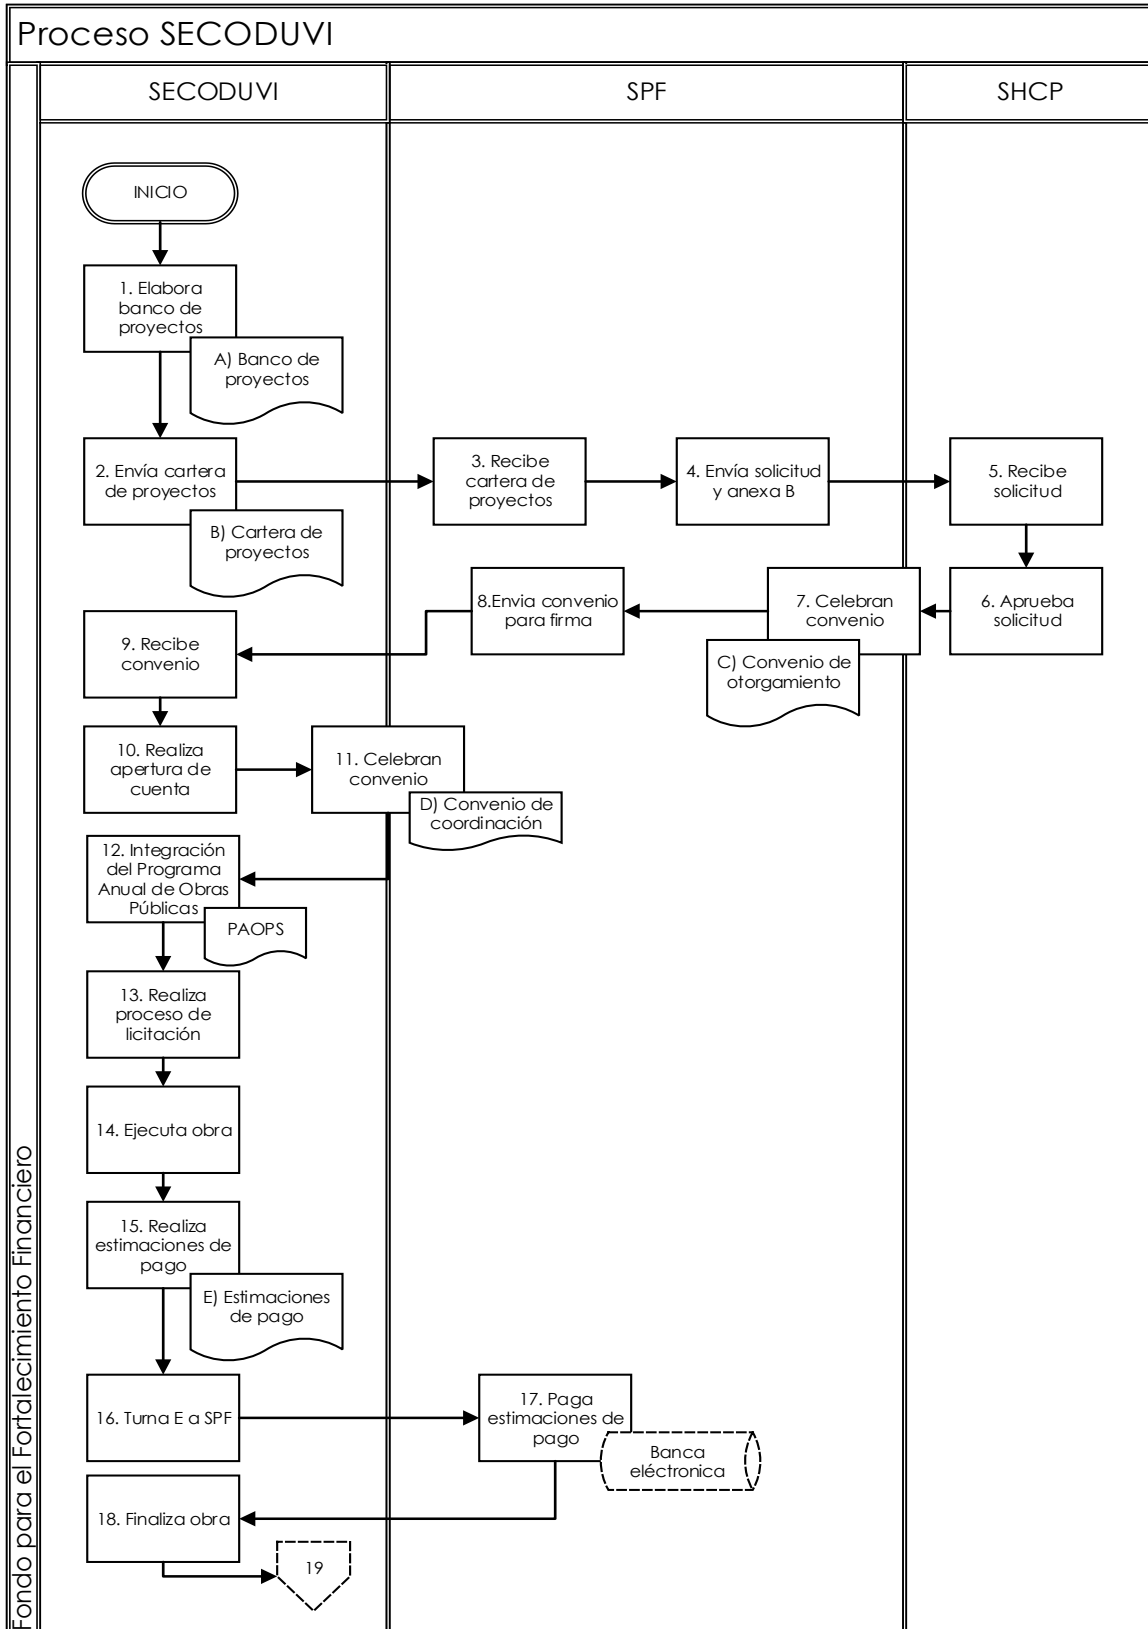 Proceso SECODUVI
SECODUVI
SPF
SHCP
Fondo para el Fortalecimiento Financiero
INICIO
1. Elabora
banco de
proyectos
A) Banco de
proyectos
2. Envía cartera
de proyectos
B) Cartera de
proyectos
3. Recibe
cartera de
proyectos
4. Envía solicitud
y anexa B
5. Recibe
solicitud
6. Aprueba
solicitud
7. Celebran
convenio
C) Convenio de
otorgamiento
8.Envia convenio
para firma
9. Recibe
convenio
10. Realiza
apertura de
cuenta
11. Celebran
convenio
D) Convenio de
coordinación
12. Integración
del Programa
Anual de Obras
Públicas
PAOPS
13. Realiza
proceso de
licitación
14. Ejecuta obra
15. Realiza
estimaciones de
pago
E) Estimaciones
de pago
16. Turna E a SPF
17. Paga
estimaciones de
pago
Banca
eléctronica
18. Finaliza obra
19